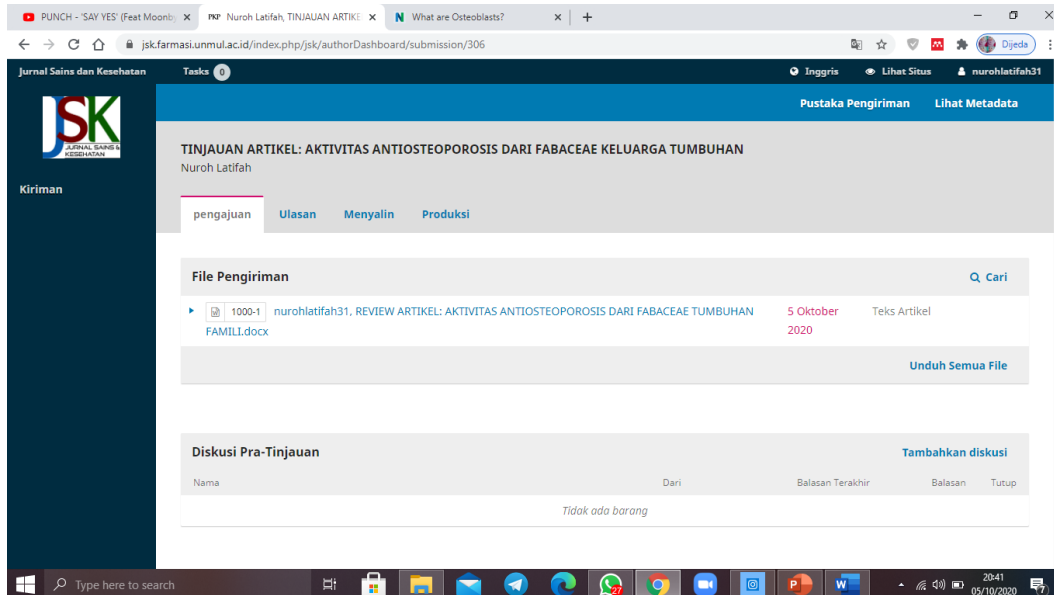 PUNCH - 'SAY YES' (Feat Moonby
PKP Nuroh Latifah, TINJAUAN ARTIKE
N What are Osteoblasts?
jsk.farmasi.unmul.ac.id/index.php/jsk/authorDashboard/submission/306
Dijeda
Jurnal Sains dan Kesehatan Tasks 0 Inggris Lihat Situs nurohlatifah31
Pustaka Pengiriman Lihat Metadata
JSK
JURNAL SAINS &
KESEHATAN
Kiriman
TINJAUAN ARTIKEL: AKTIVITAS ANTIOSTEOPOROSIS DARI FABACEAE KELUARGA TUMBUHAN
Nuroh Latifah
pengajuan Ulasan Menyalin Produksi
File Pengiriman Cari
1000-1 nurohlatifah31, REVIEW ARTIKEL: AKTIVITAS ANTIOSTEOPOROSIS DARI FABACEAE TUMBUHAN 5 Oktober Teks Artikel
FAMILI.docx 2020
Unduh Semua File
Diskusi Pra-Tinjauan Tambahkan diskusi
Nama Dari Balasan Terakhir Balasan Tutup
Tidak ada barang
Type here to search 27 20:41
05/10/2020 7